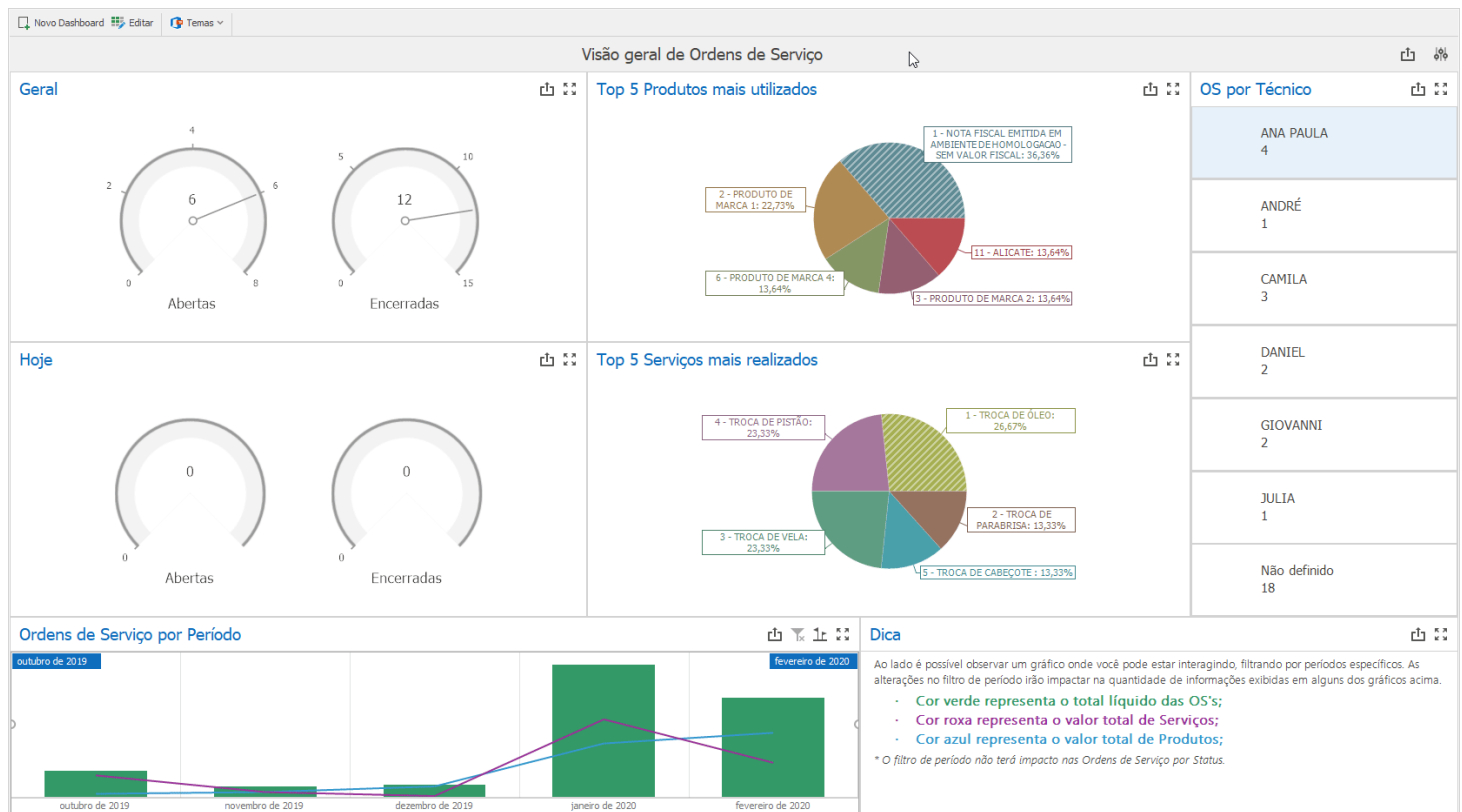 Novo Dashboard Editar Temas
Visão geral de Ordens de Serviço
Geral
4
2
6
6
0
8
Abertas
5
10
12
0
15
Encerradas
Top 5 Produtos mais utilizados
1 - NOTA FISCAL EMITIDA EM
AMBIENTE DE HOMOLOGACAO -
SEM VALOR FISCAL: 36,36%
2 - PRODUTO DE
MARCA 1: 22,73%
11 - ALICATE: 13,64%
6 - PRODUTO DE MARCA 4:
13,64%
3 - PRODUTO DE MARCA 2: 13,64%
OS por Técnico
ANA PAULA
4
ANDRÉ
1
CAMILA
3
DANIEL
2
GIOVANNI
2
JULIA
1
Não definido
18
Hoje
0
0
Abertas
0
0
Encerradas
Top 5 Serviços mais realizados
4 - TROCA DE PISTÃO:
23,33%
1 - TROCA DE ÓLEO:
26,67%
2 - TROCA DE
PARABRISA: 13,33%
3 - TROCA DE VELA:
23,33%
5 - TROCA DE CABEÇOTE : 13,33%
Ordens de Serviço por Período
outubro de 2019
fevereiro de 2020
outubro de 2019
novembro de 2019
dezembro de 2019
janeiro de 2020
fevereiro de 2020
Dica
Ao lado é possível observar um gráfico onde você pode estar interagindo, filtrando por períodos específicos. As
alterações no filtro de período irão impactar na quantidade de informações exibidas em alguns dos gráficos acima.
· Cor verde representa o total líquido das OS's;
· Cor roxa representa o valor total de Serviços;
· Cor azul representa o valor total de Produtos;
* O filtro de período não terá impacto nas Ordens de Serviço por Status.